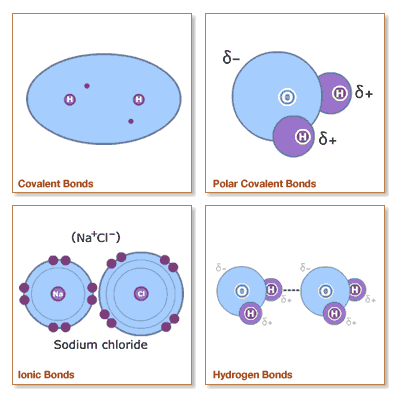 H H
Covalent Bonds
δ–
O H δ+
H δ+
Polar Covalent Bonds
(Na⁺Cl⁻)
Na Cl
Sodium chloride
Ionic Bonds
δ– δ–
O H O H
δ+ δ+
H δ+ H δ+
Hydrogen Bonds